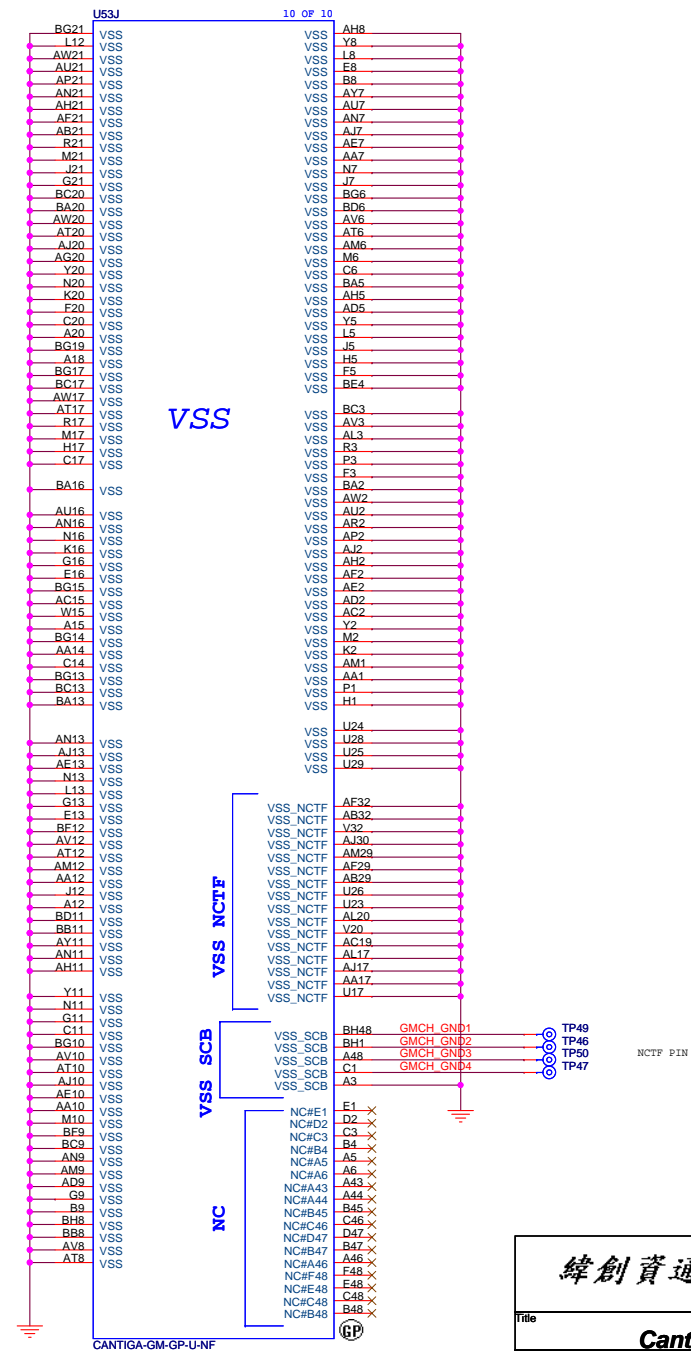 U53J 10 OF 10
BG21 VSS VSS AH8
L12 VSS VSS Y8
AW21 VSS VSS L8
AU21 VSS VSS E8
AP21 VSS VSS B8
AN21 VSS VSS AY7
AH21 VSS VSS AU7
AF21 VSS VSS AN7
AB21 VSS VSS AJ7
R21 VSS VSS AE7
M21 VSS VSS AA7
J21 VSS VSS N7
G21 VSS VSS J7
BC20 VSS VSS BG6
BA20 VSS VSS BD6
AW20 VSS VSS AV6
AT20 VSS VSS AT6
AJ20 VSS VSS AM6
AG20 VSS VSS M6
Y20 VSS VSS C6
N20 VSS VSS BA5
K20 VSS VSS AH5
F20 VSS VSS AD5
C20 VSS VSS Y5
A20 VSS VSS L5
BG19 VSS VSS J5
A18 VSS VSS H5
BG17 VSS VSS F5
BC17 VSS VSS BE4
AW17 VSS
AT17 VSS VSS BC3
VSS
R17 VSS VSS AV3
M17 VSS VSS AL3
H17 VSS VSS R3
C17 VSS VSS P3
VSS F3
BA16 VSS VSS BA2
VSS AW2
AU16 VSS VSS AU2
AN16 VSS VSS AR2
N16 VSS VSS AP2
K16 VSS VSS AJ2
G16 VSS VSS AH2
E16 VSS VSS AF2
BG15 VSS VSS AE2
AC15 VSS VSS AD2
W15 VSS VSS AC2
A15 VSS VSS Y2
BG14 VSS VSS M2
AA14 VSS VSS K2
C14 VSS VSS AM1
BG13 VSS VSS AA1
BC13 VSS VSS P1
BA13 VSS VSS H1
VSS U24
AN13 VSS VSS U28
AJ13 VSS VSS U25
AE13 VSS VSS U29
N13 VSS
L13 VSS
G13 VSS VSS_NCTF AF32
E13 VSS VSS_NCTF AB32
BF12 VSS VSS_NCTF V32
AV12 VSS VSS_NCTF AJ30
AT12 VSS VSS_NCTF AM29
AM12 VSS VSS_NCTF AF29
AA12 VSS VSS_NCTF AB29
J12 VSS VSS_NCTF U26
A12 VSS VSS_NCTF U23
BD11 VSS VSS_NCTF AL20
BB11 VSS VSS_NCTF V20
AY11 VSS VSS_NCTF AC19
AN11 VSS VSS_NCTF AL17
AH11 VSS VSS_NCTF AJ17
VSS_NCTF AA17
Y11 VSS VSS_NCTF U17
VSS NCTF
N11 VSS
G11 VSS
C11 VSS VSS_SCB BH48 GMCH_GND1 TP49
BG10 VSS VSS_SCB BH1 GMCH_GND2 TP46
AV10 VSS VSS_SCB A48 GMCH_GND3 TP50
AT10 VSS VSS_SCB C1 GMCH_GND4 TP47
AJ10 VSS VSS_SCB A3
VSS SCB
NCTF PIN
AE10 VSS
AA10 VSS NC#E1 E1
M10 VSS NC#D2 D2
BF9 VSS NC#C3 C3
BC9 VSS NC#B4 B4
AN9 VSS NC#A5 A5
AM9 VSS NC#A6 A6
AD9 VSS NC#A43 A43
G9 VSS NC#A44 A44
B9 VSS NC#B45 B45
BH8 VSS NC#C46 C46
BB8 VSS NC#D47 D47
AV8 VSS NC#B47 B47
AT8 VSS NC#A46 A46
NC#F48 F48
NC#E48 E48
NC#C48 C48
NC#B48 B48
NC
GP
CANTIGA-GM-GP-U-NF
緯創資通
Title
Cant